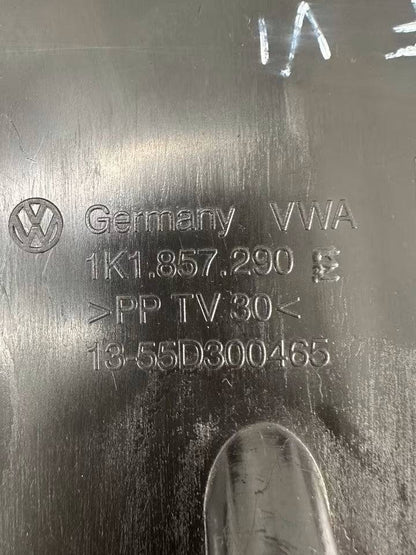 Germany VWA
1K1.857.290 E
>PP TV 30<
13-55D300465